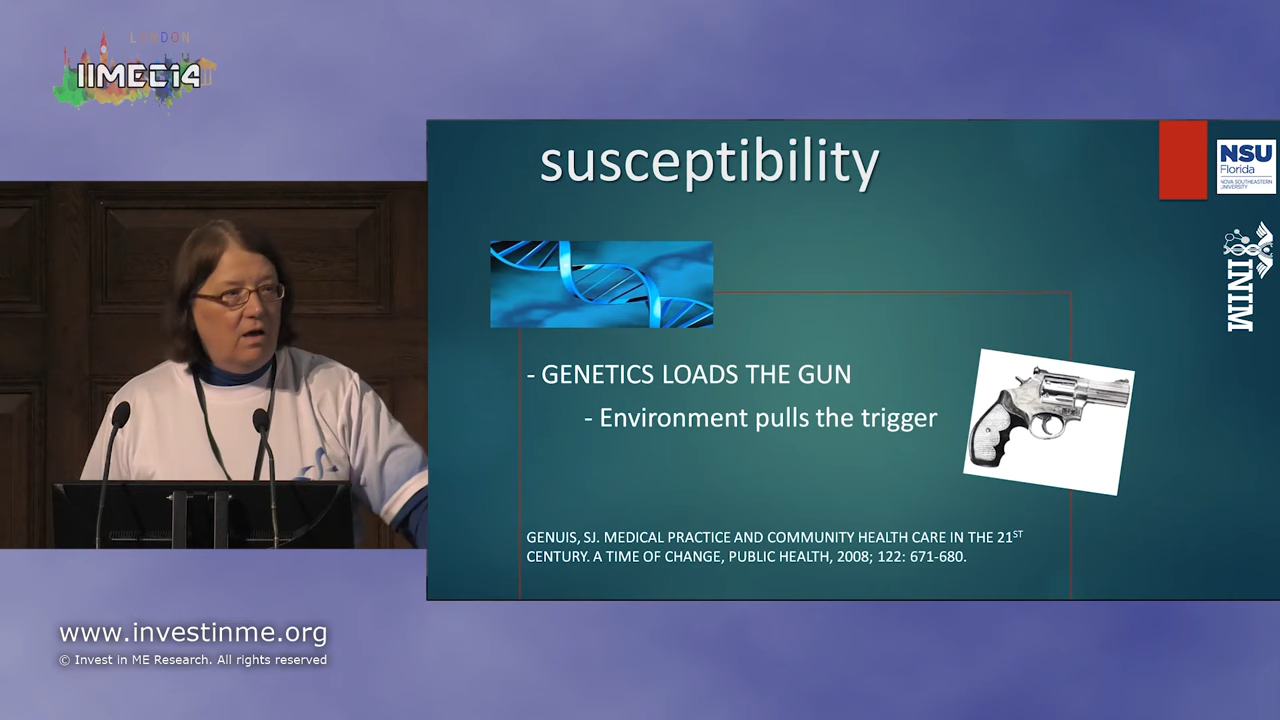 LONDON
IIMEC14
susceptibility
NSU
Florida
NOVA SOUTHEASTERN
UNIVERSITY
INIM
- GENETICS LOADS THE GUN
- Environment pulls the trigger
GENUIS, SJ. MEDICAL PRACTICE AND COMMUNITY HEALTH CARE IN THE 21ST
CENTURY. A TIME OF CHANGE, PUBLIC HEALTH, 2008; 122: 671-680.
www.investinme.org
© Invest in ME Research. All rights reserved